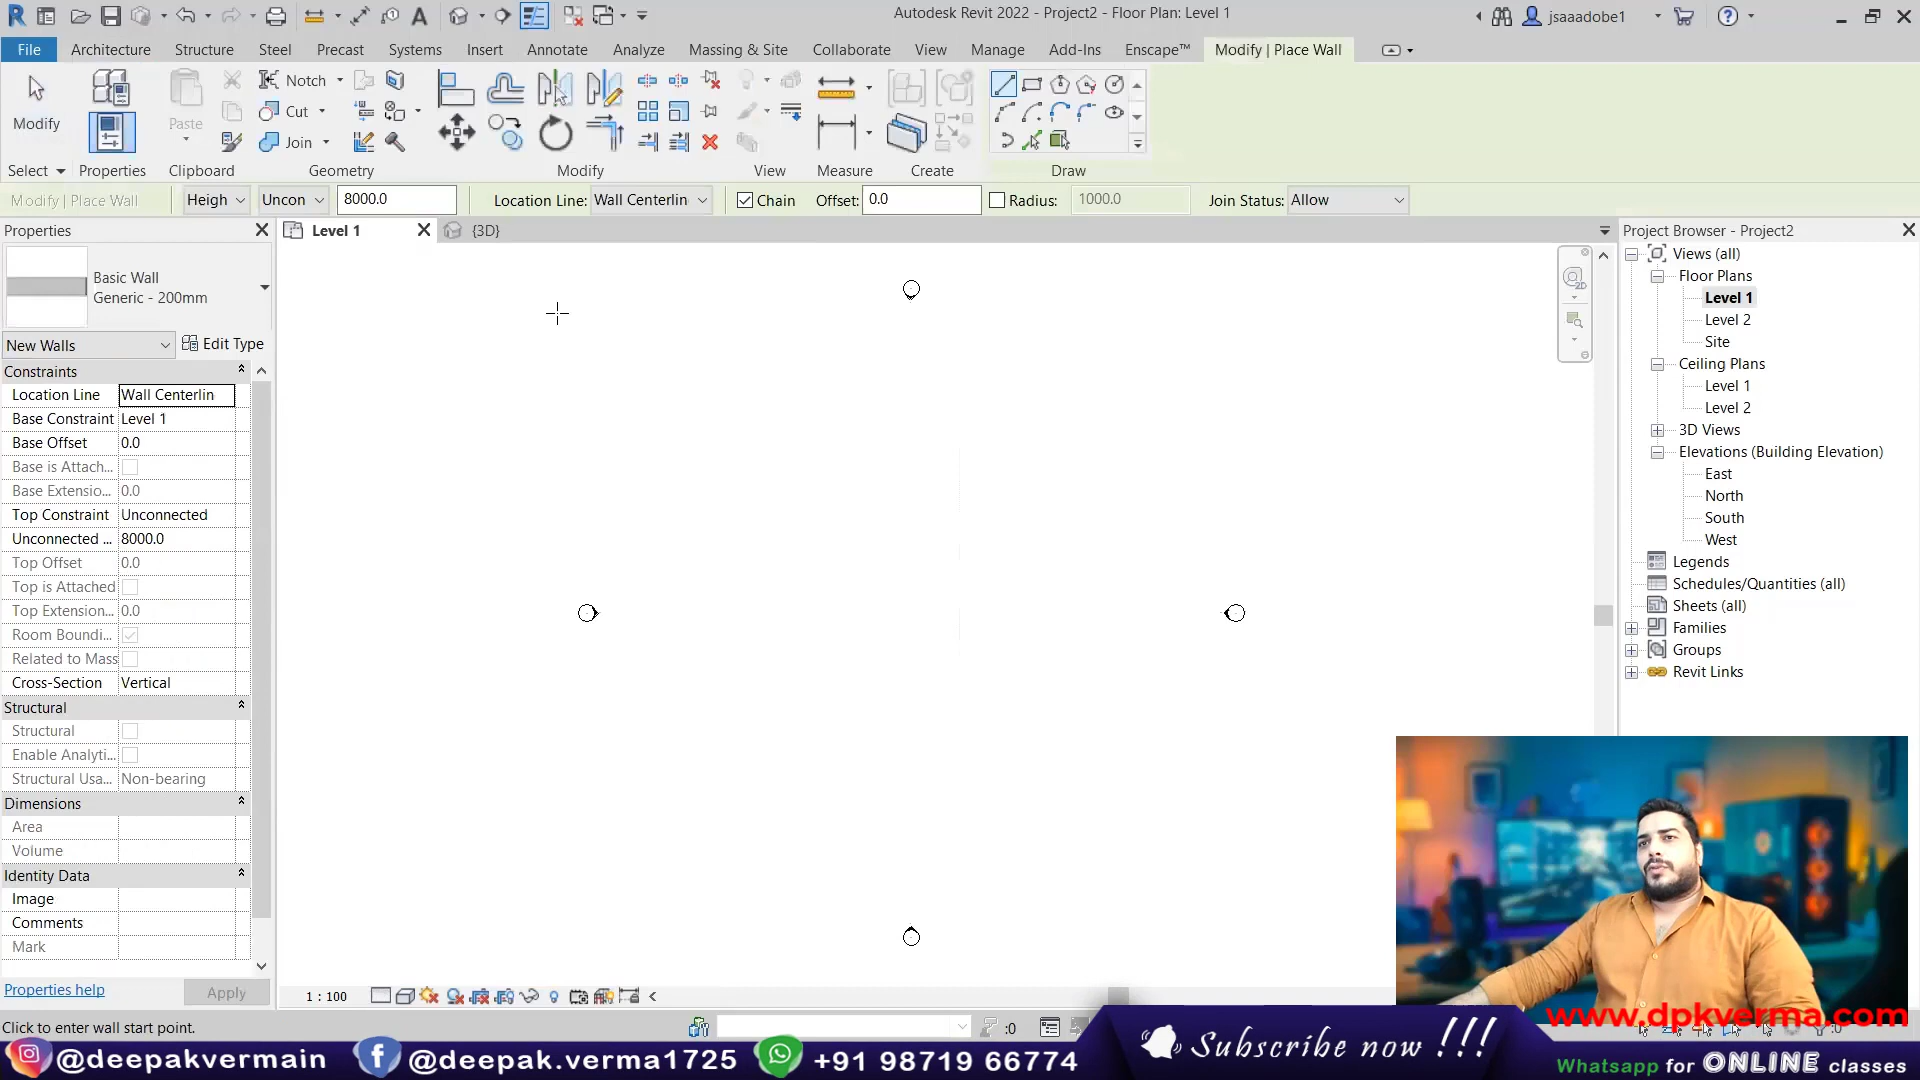 Autodesk Revit 2022 - Project2 - Floor Plan: Level 1
jsaaadobe1
File Architecture Structure Steel Precast Systems Insert Annotate Analyze Massing & Site Collaborate View Manage Add-Ins Enscape™ Modify | Place Wall
Modify
Paste
Notch
Cut
Join
Select Properties Clipboard Geometry Modify View Measure Create Draw
Modify | Place Wall Heigh Uncon 8000.0 Location Line: Wall Centerlin Chain Offset: 0.0 Radius: 1000.0 Join Status: Allow
Properties
Level 1
{3D}
Project Browser - Project2
Basic Wall
Generic - 200mm
New Walls
Edit Type
Constraints
Location Line Wall Centerlin
Base Constraint Level 1
Base Offset 0.0
Base is Attach...
Base Extensio... 0.0
Top Constraint Unconnected
Unconnected ... 8000.0
Top Offset 0.0
Top is Attached
Top Extension... 0.0
Room Boundi...
Related to Mass
Cross-Section Vertical
Structural
Structural
Enable Analyti...
Structural Usa... Non-bearing
Dimensions
Area
Volume
Identity Data
Image
Comments
Mark
Properties help
Apply
2D
Views (all)
Floor Plans
Level 1
Level 2
Site
Ceiling Plans
Level 1
Level 2
3D Views
Elevations (Building Elevation)
East
North
South
West
Legends
Schedules/Quantities (all)
Sheets (all)
Families
Groups
Revit Links
1 : 100
Click to enter wall start point.
:0
:0
www.dpkverma.com
@deepakvermain @deepak.verma1725 +91 98719 66774
Subscribe now !!!
Whatsapp for ONLINE classes